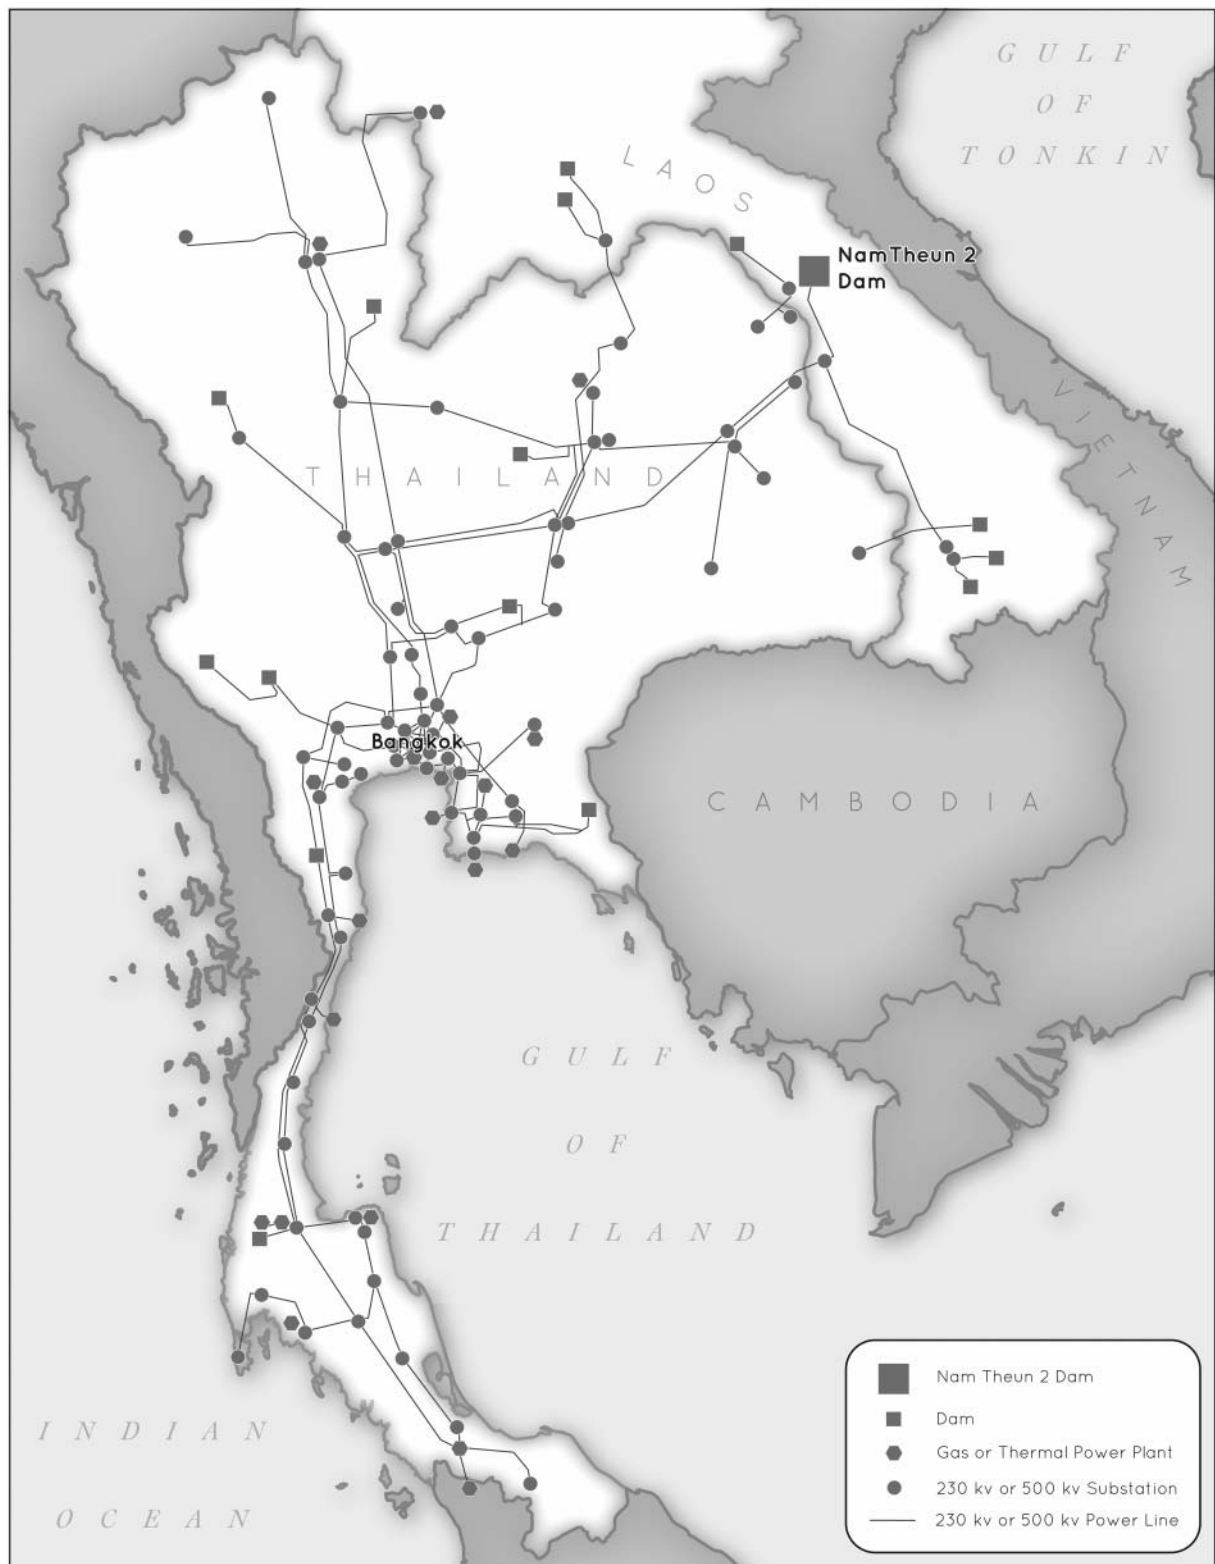 GULF
OF
TONKIN
LAOS
NamTheun 2
Dam
VIETNAM
THAILAND
Bangkok
CAMBODIA
GULF
OF
THAILAND
INDIAN
OCEAN
Nam Theun 2 Dam
Dam
Gas or Thermal Power Plant
230 kv or 500 kv Substation
230 kv or 500 kv Power Line